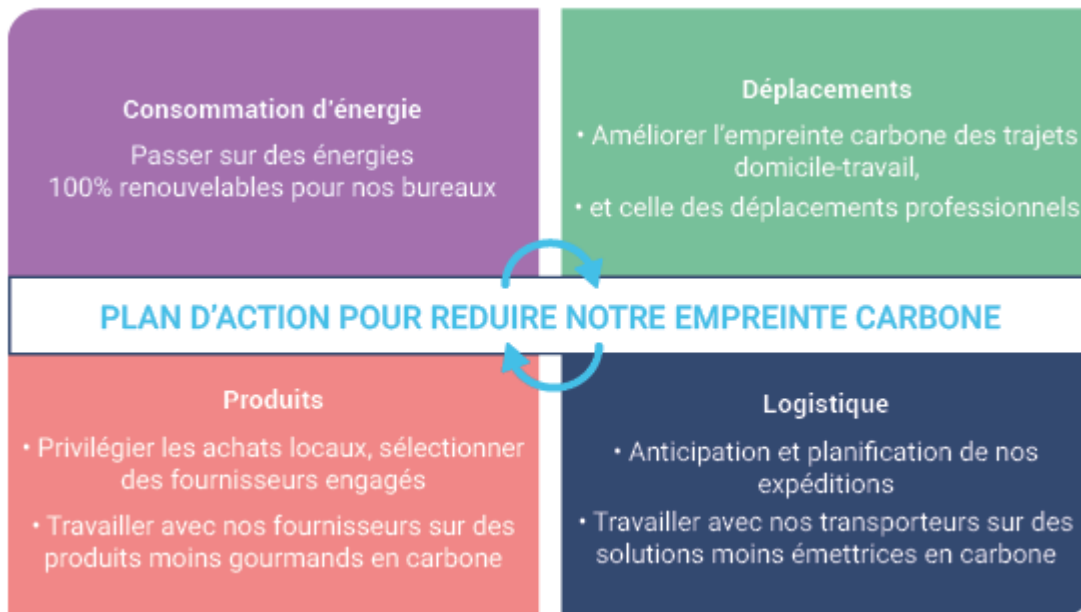 Consommation d'énergie
Passer sur des énergies
100% renouvelables pour nos bureaux
Déplacements
• Améliorer l'empreinte carbone des trajets
domicile-travail,
• et celle des déplacements professionnels
PLAN D'ACTION POUR REDUIRE NOTRE EMPREINTE CARBONE
Produits
• Privilégier les achats locaux, sélectionner
des fournisseurs engagés
• Travailler avec nos fournisseurs sur des
produits moins gourmands en carbone
Logistique
• Anticipation et planification de nos
expéditions
• Travailler avec nos transporteurs sur des
solutions moins émettrices en carbone